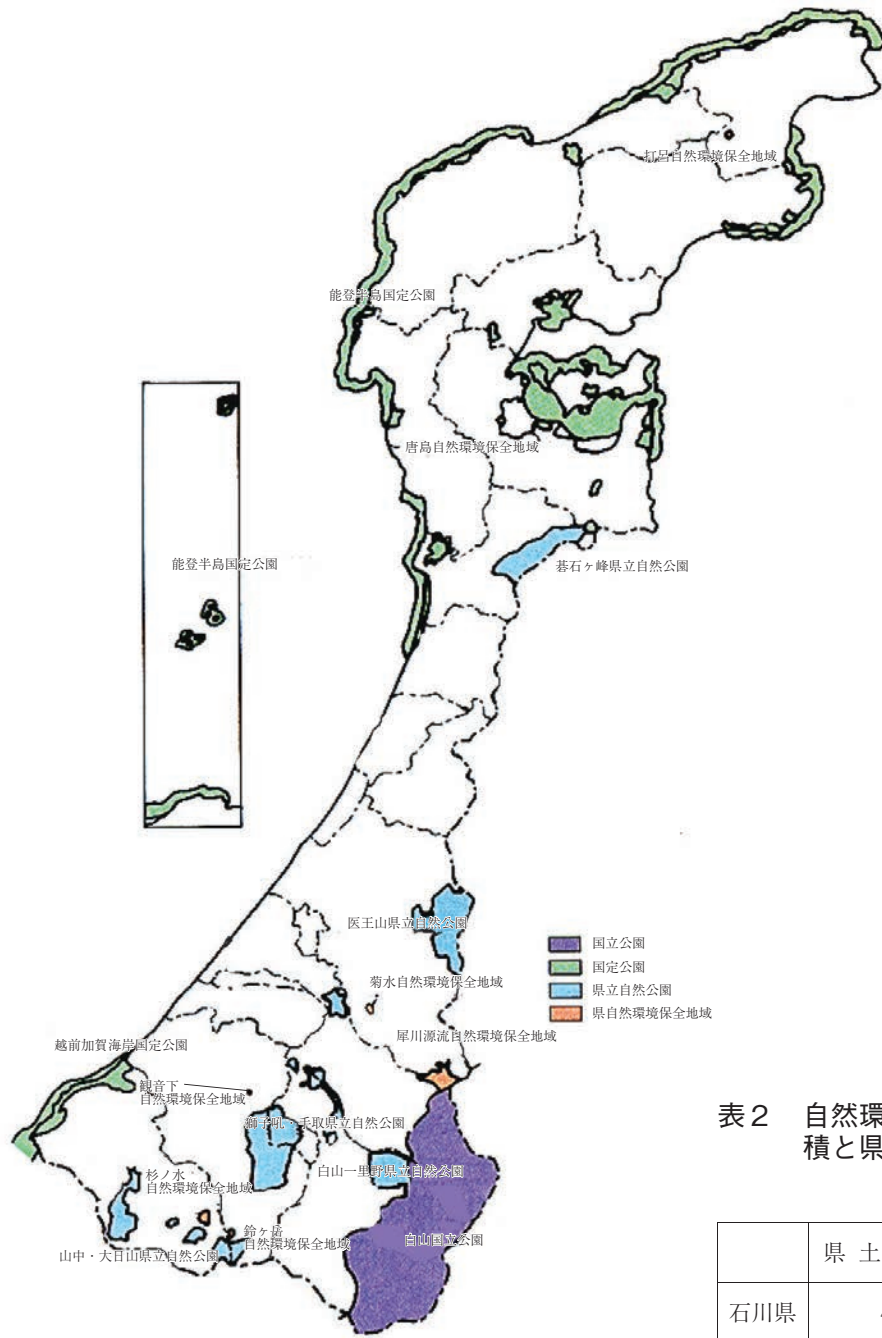 打呂自然環境保全地域
能登半島国定公園
唐島自然環境保全地域
能登半島国定公園
碁石ヶ峰県立自然公園
医王山県立自然公園
国立公園
国定公園
県立自然公園
県自然環境保全地域
菊水自然環境保全地域
犀川源流自然環境保全地域
越前加賀海岸国定公園
観音下
自然環境保全地域
獅子吼・手取県立自然公園
白山一里野県立自然公園
杉ノ水
自然環境保全地域
鈴ヶ岳
自然環境保全地域
山中・大日山県立自然公園
白山国立公園
表2 自然環
積と県
県 土
石川県